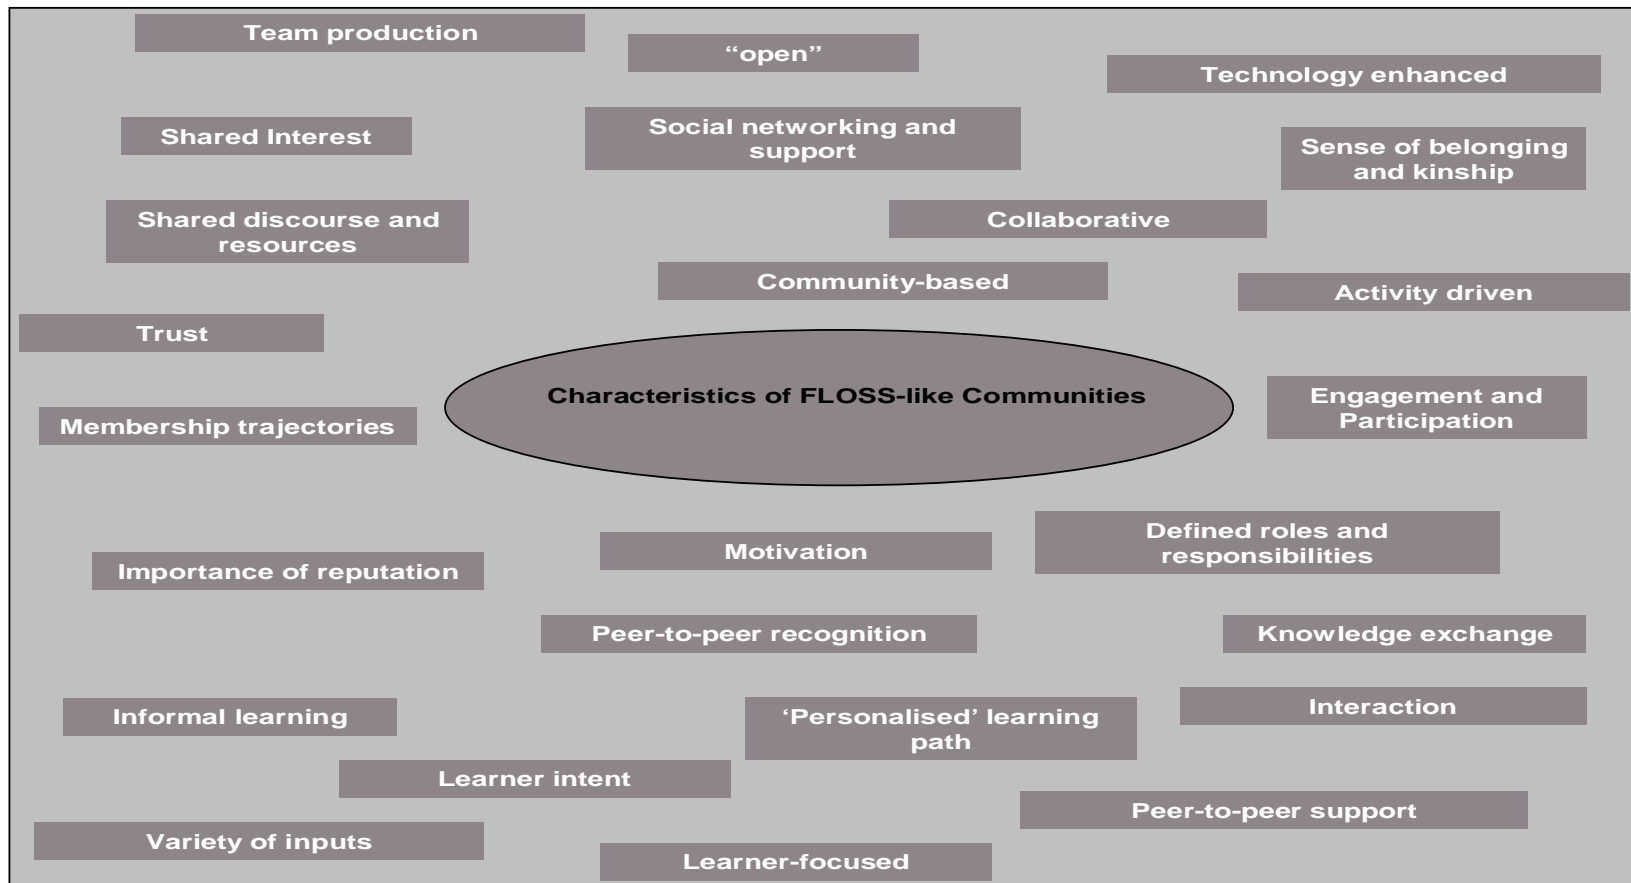 Team production
“open”
Technology enhanced
Shared Interest
Social networking and
support
Sense of belonging
and kinship
Shared discourse and
resources
Collaborative
Community-based
Activity driven
Trust
Characteristics of FLOSS-like Communities
Engagement and
Participation
Membership trajectories
Defined roles and
responsibilities
Motivation
Importance of reputation
Peer-to-peer recognition
Knowledge exchange
Informal learning
‘Personalised’ learning
path
Interaction
Learner intent
Peer-to-peer support
Variety of inputs
Learner-focused